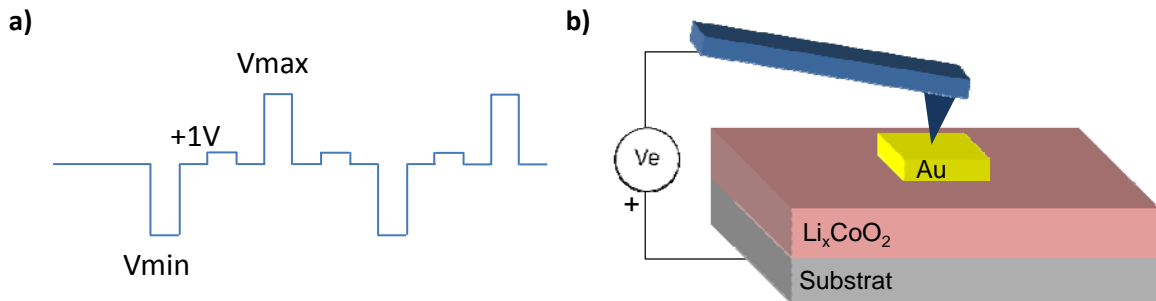 a)
Vmax
+1V
Vmin
b)
Ve
+
Au
LixCoO2
Substrat